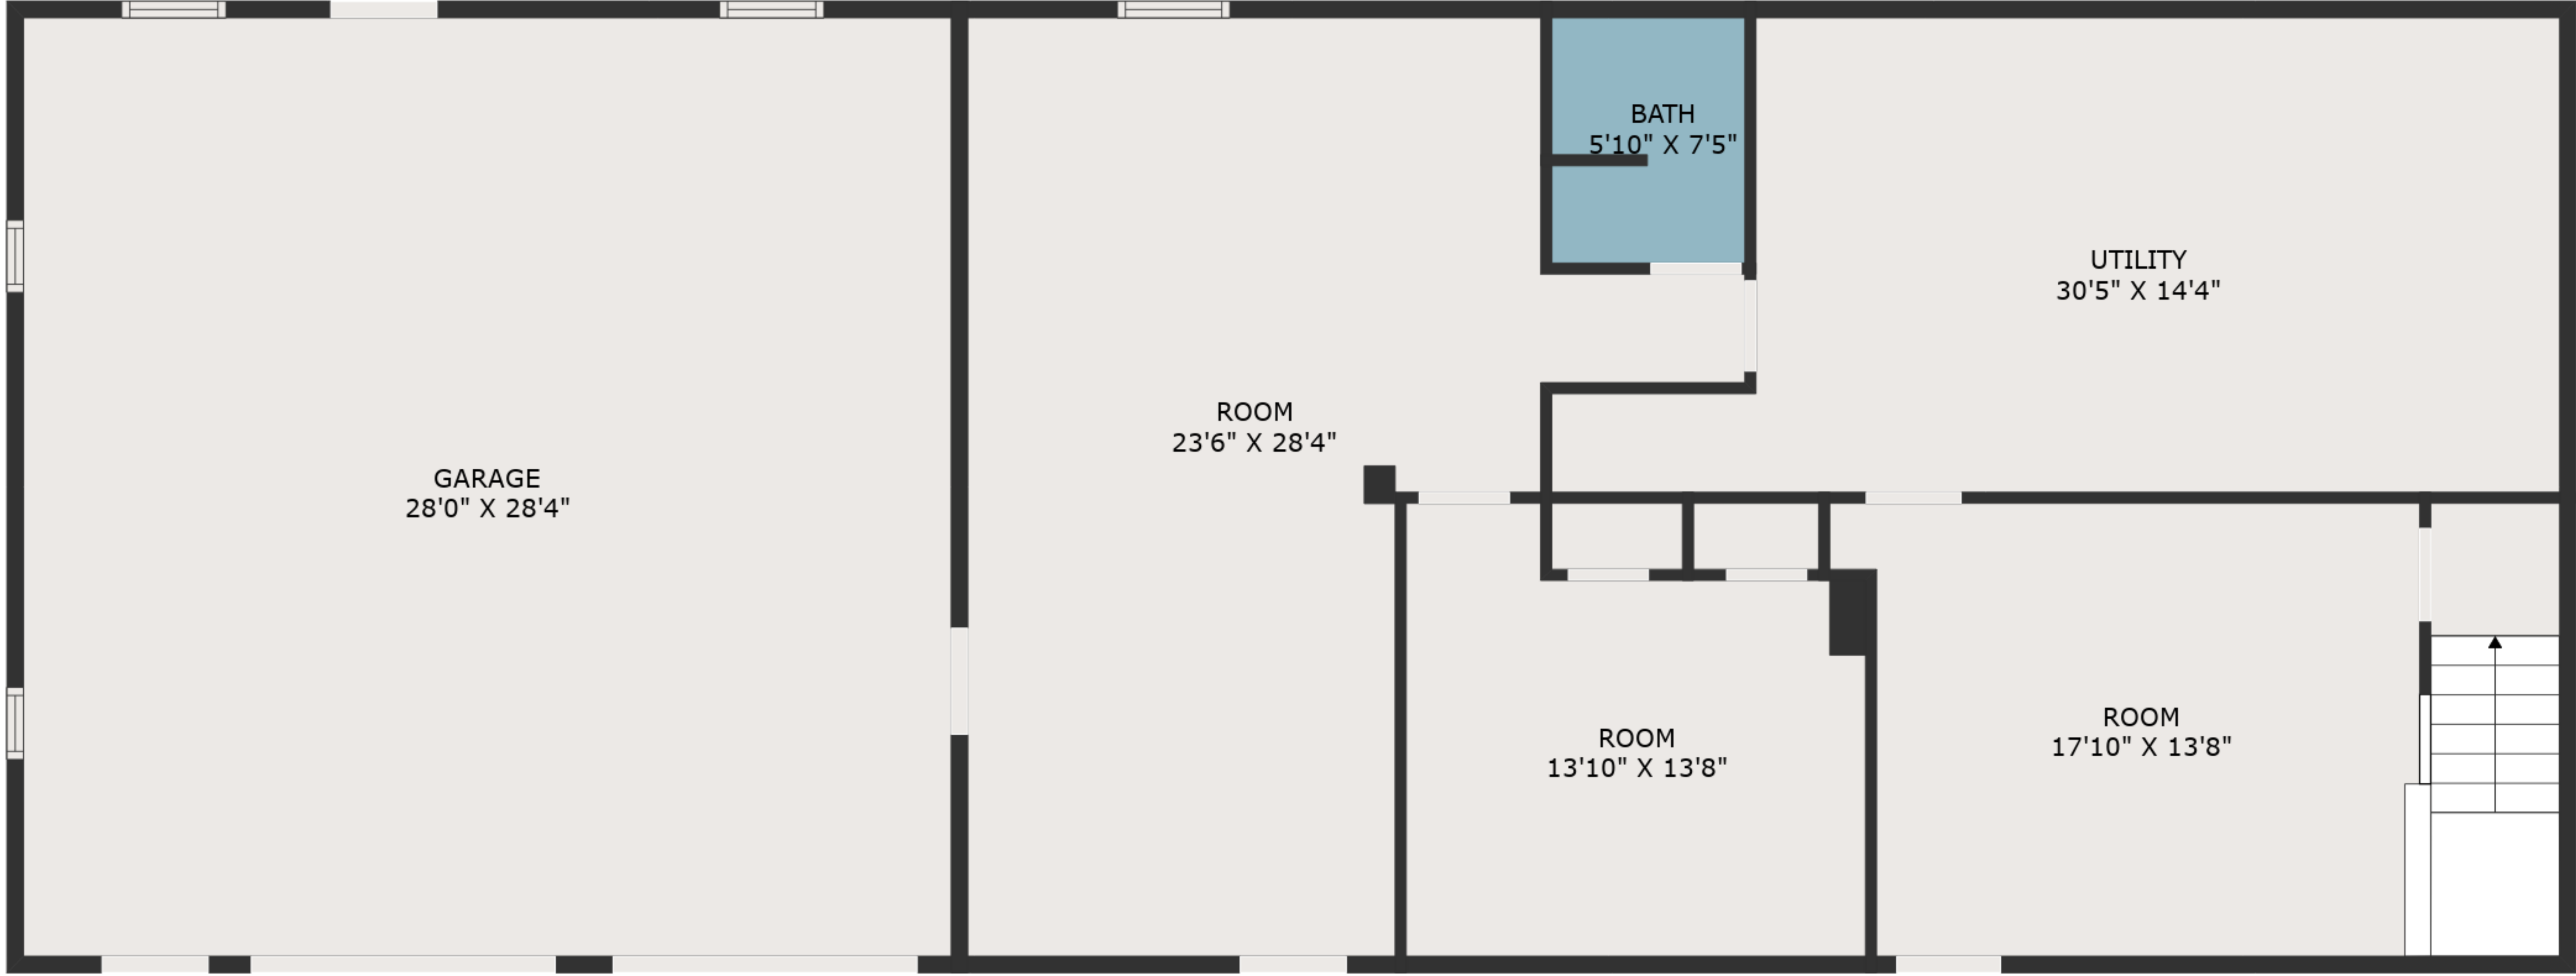 BATH
5'10" X 7'5"
UTILITY
30'5" X 14'4"
ROOM
23'6" X 28'4"
GARAGE
28'0" X 28'4"
ROOM
13'10" X 13'8"
ROOM
17'10" X 13'8"